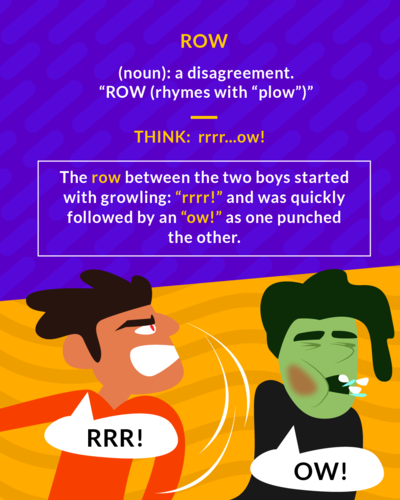 ROW
(noun): a disagreement.
“ROW (rhymes with “plow”)”
THINK: rrrr...ow!
The row between the two boys started
with growling: “rrrr!” and was quickly
followed by an “ow!” as one punched
the other.
RRR!
OW!